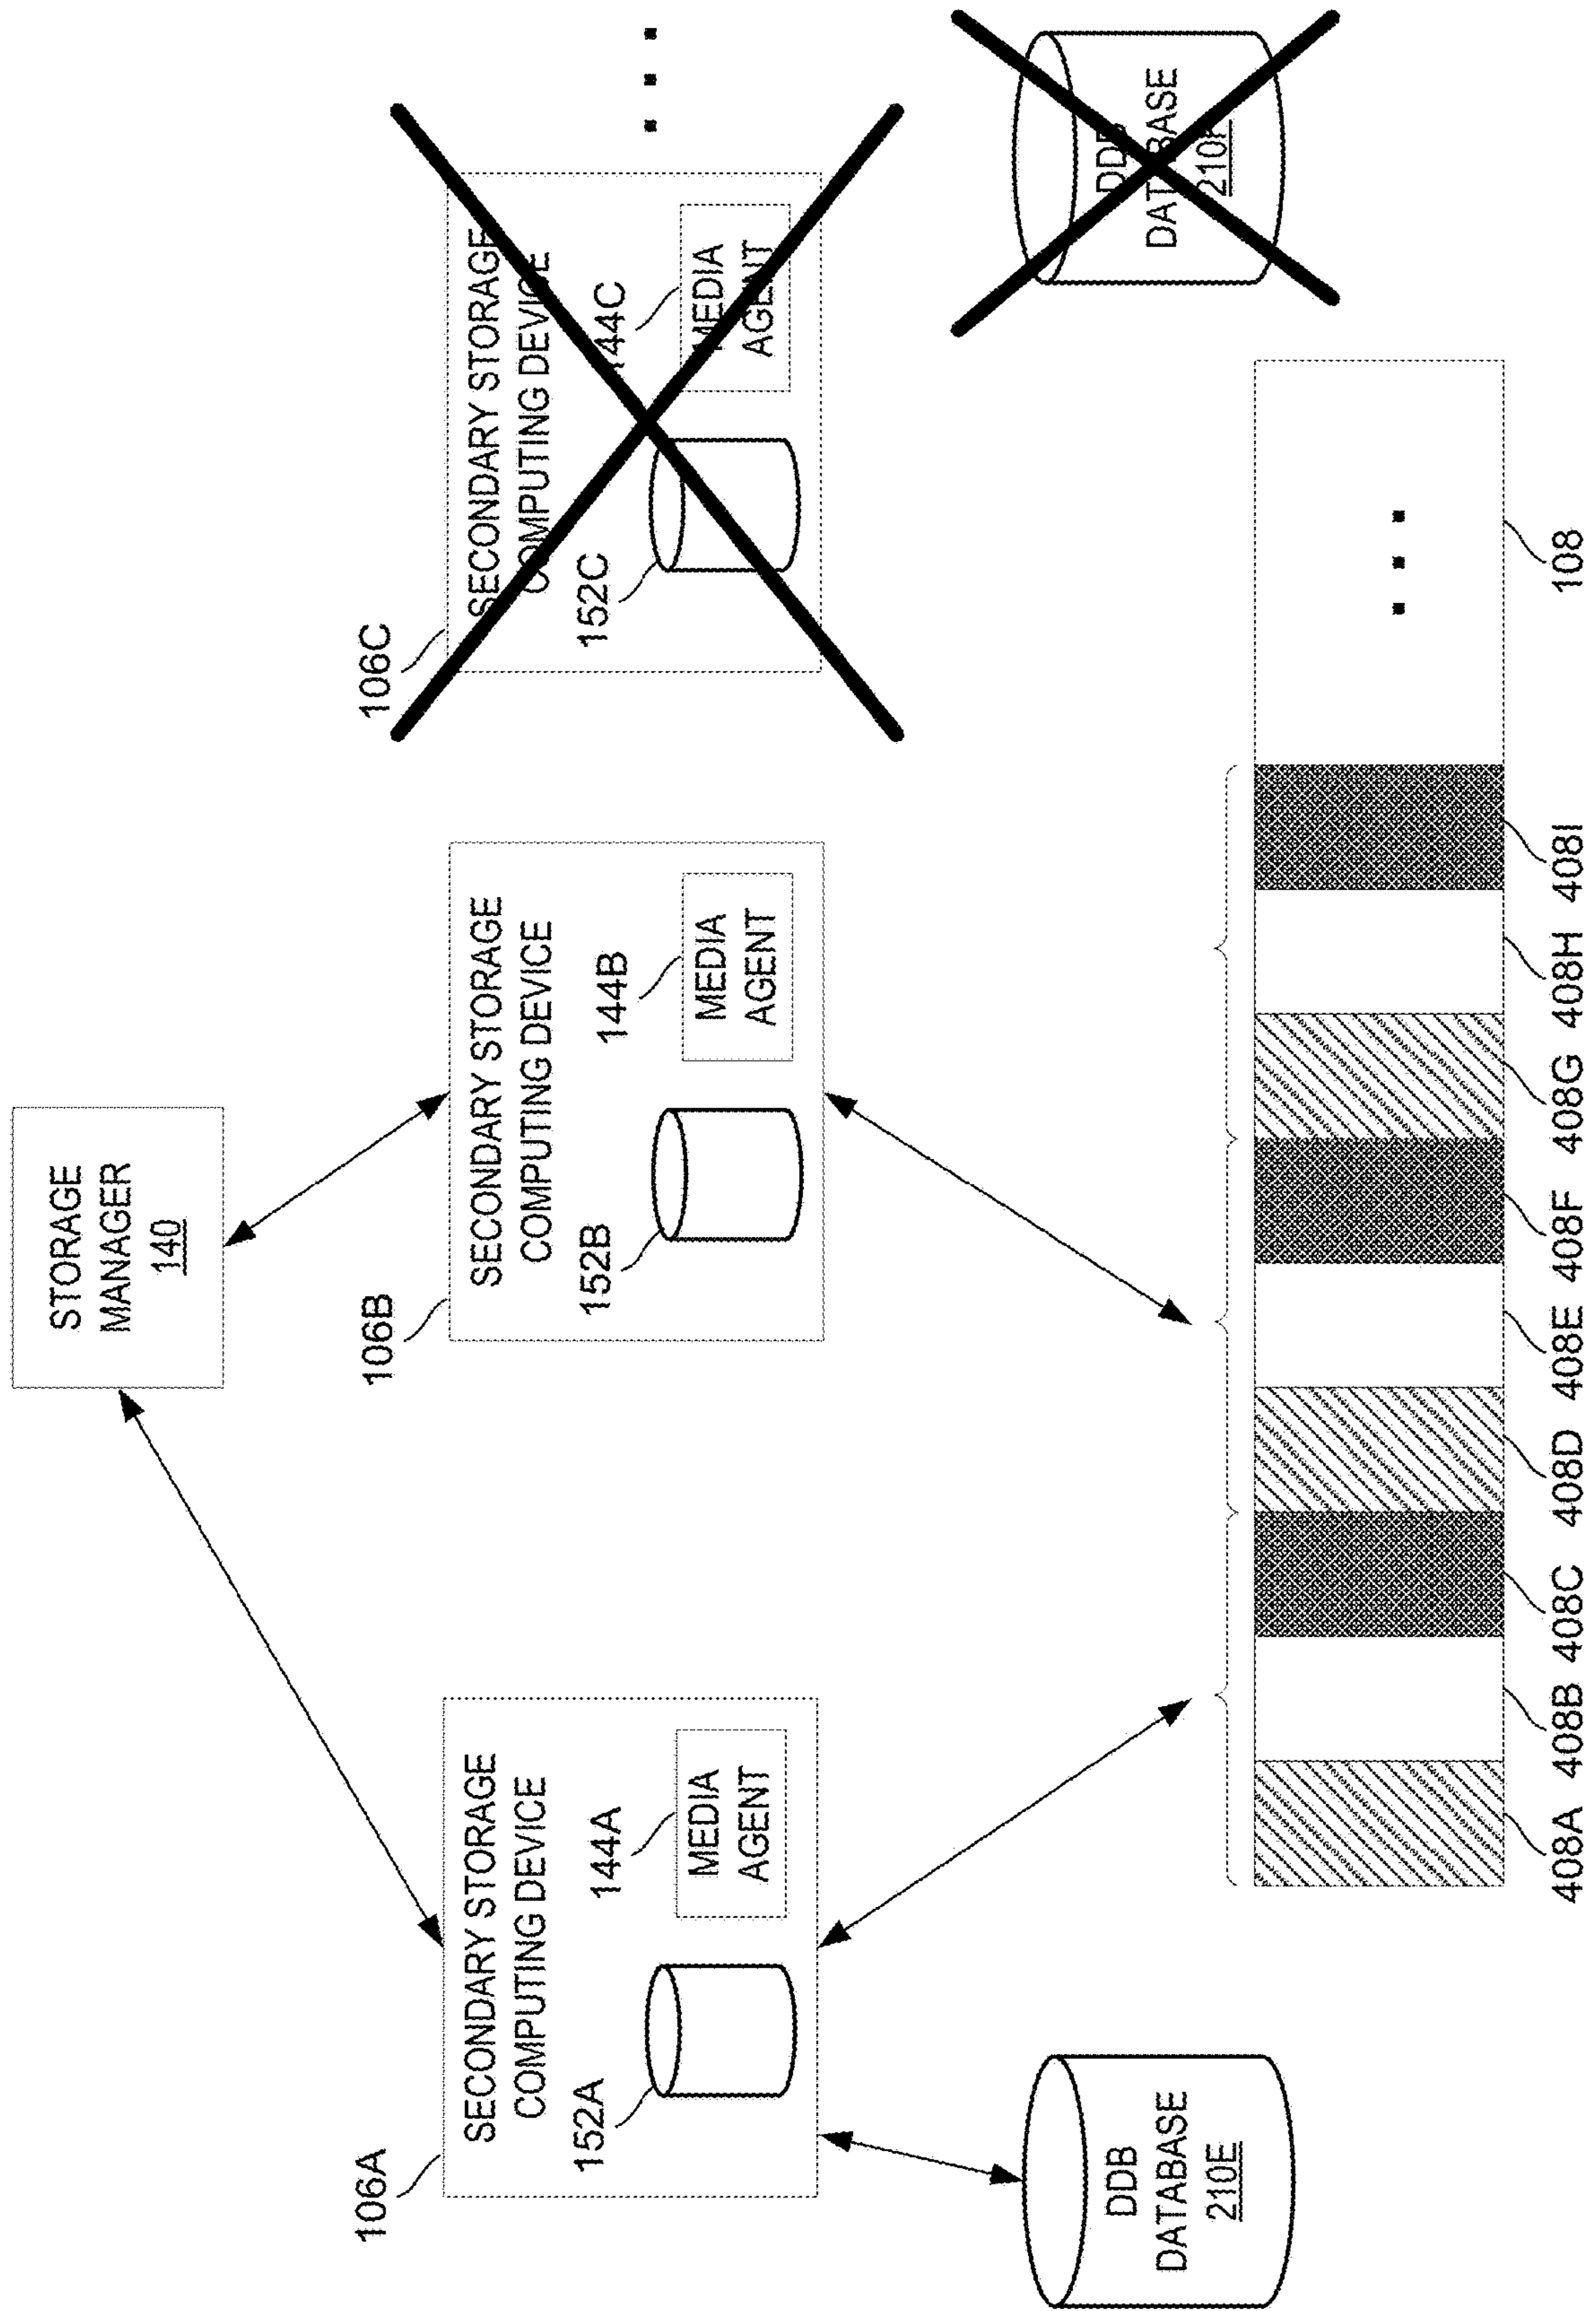 STORAGE
MANAGER
140
106A
SECONDARY STORAGE
COMPUTING DEVICE
152A
144A
MEDIA
AGENT
106B
SECONDARY STORAGE
COMPUTING DEVICE
152B
144B
MEDIA
AGENT
106C
SECONDARY STORAGE
COMPUTING DEVICE
152C
144C
MEDIA
AGENT
DDB
DATABASE
210E
DDB
DATABASE
408A
408B
408C
408D
408E
408F
408G
408H
408I
108